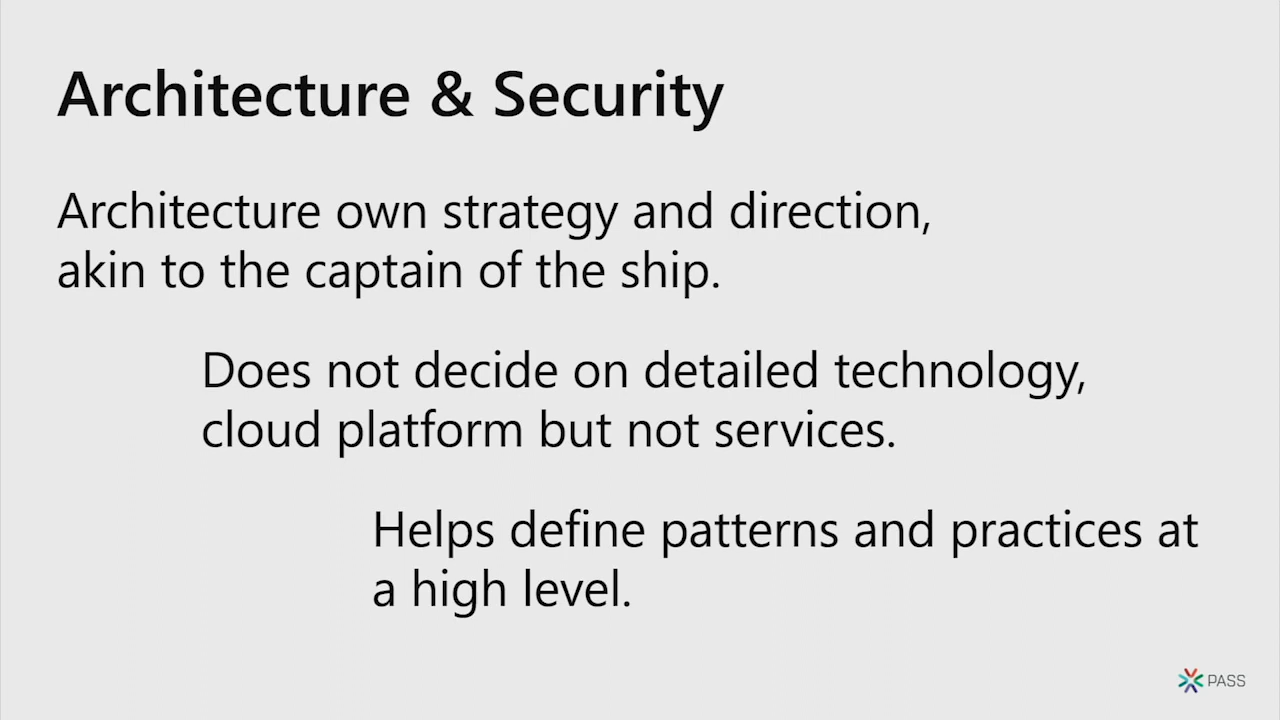 Architecture & Security
Architecture own strategy and direction,
akin to the captain of the ship.
Does not decide on detailed technology,
cloud platform but not services.
Helps define patterns and practices at
a high level.
PASS